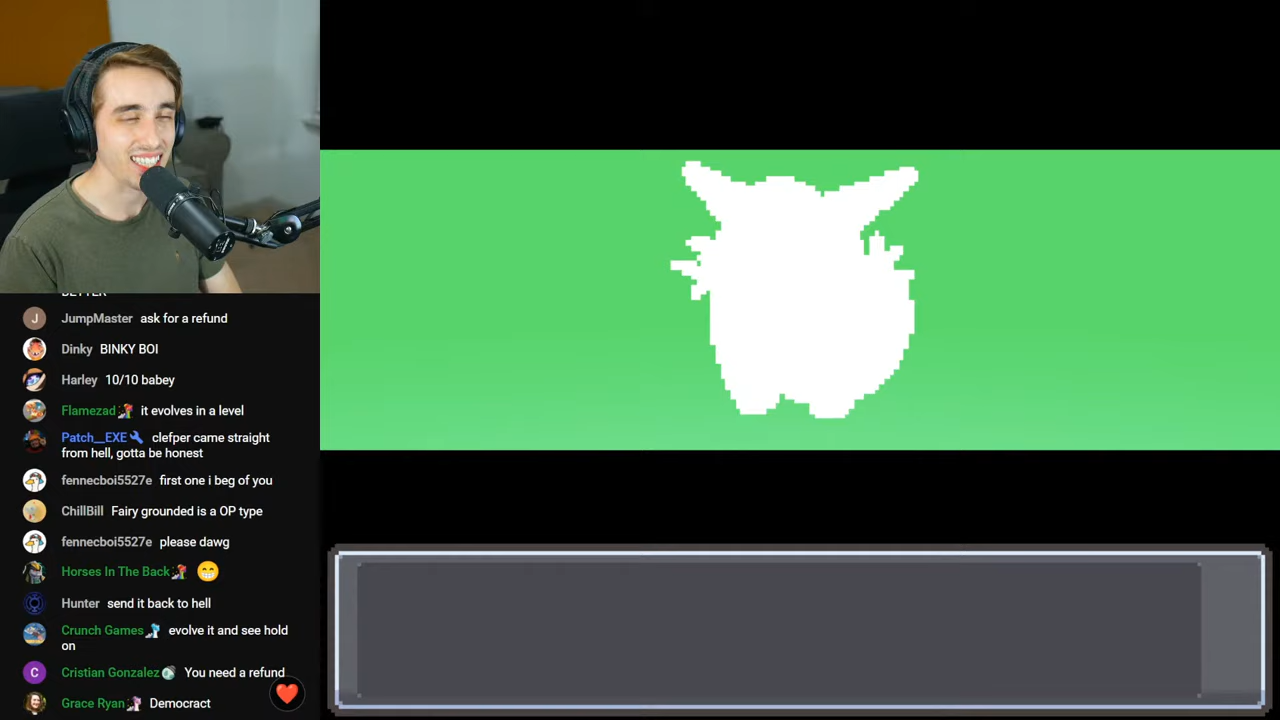 JumpMaster ask for a refund
Dinky BINKY BOI
Harley 10/10 babey
Flamezad it evolves in a level
Patch__EXE clefper came straight
from hell, gotta be honest
fennecboi5527e first one i beg of you
ChillBill Fairy grounded is a OP type
fennecboi5527e please dawg
Horses In The Back
Hunter send it back to hell
Crunch Games evolve it and see hold
on
Cristian Gonzalez You need a refund
Grace Ryan Democract